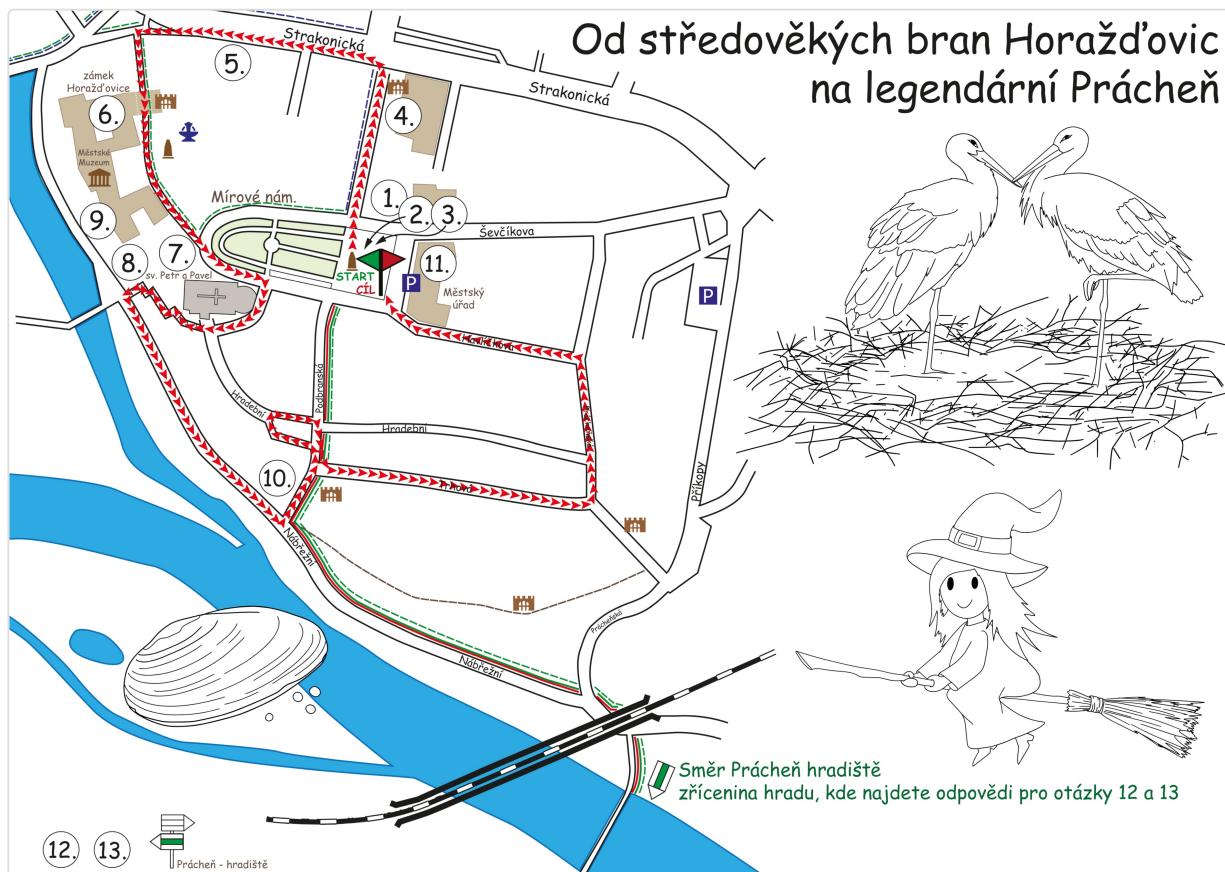 Od středověkých bran Horažďovic
na legendární Prácheň
Strakonická
Strakonická
5.
zámek
Horažďovice
6.
4.
Městské
Muzeum
Mírové nám.
1.
2.
3.
9.
7.
Ševčíkova
8.
sv. Petr a Pavel
START
CÍL
P
11.
Městský
úřad
P
Havlíčkova
Podbranská
Hradební
Hradební
10.
Příkopy
Nábřežní
Prácheňská
Nábřežní
Směr Prácheň hradiště
zřícenina hradu, kde najdete odpovědi pro otázky 12 a 13
12.
13.
Prácheň - hradiště